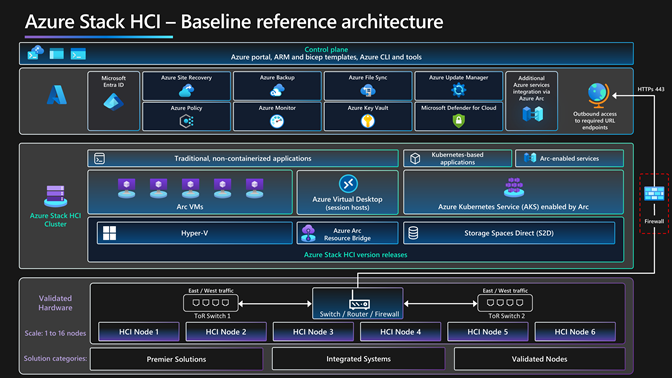 Azure Stack HCI – Baseline reference architecture
Control plane
Azure portal, ARM and bicep templates, Azure CLI and tools
Microsoft
Entra ID
Azure Site Recovery
Azure Backup
Azure File Sync
Azure Update Manager
Azure Policy
Azure Monitor
Azure Key Vault
Microsoft Defender for Cloud
Additional
Azure services
integration via
Azure Arc
Outbound access
to required URL
endpoints
HTTPs 443
Firewall
Azure Stack HCI
Cluster
Traditional, non-containerized applications
Kubernetes-based
applications
Arc-enabled services
Arc VMs
Azure Virtual Desktop
(session hosts)
Azure Kubernetes Service (AKS) enabled by Arc
Hyper-V
Azure Arc
Resource Bridge
Storage Spaces Direct (S2D)
Azure Stack HCI version releases
Validated
Hardware
East / West traffic
ToR Switch 1
Switch / Router / Firewall
East / West traffic
ToR Switch 2
Scale: 1 to 16 nodes
HCI Node 1
HCI Node 2
HCI Node 3
HCI Node 4
HCI Node 5
HCI Node 6
Solution categories:
Premier Solutions
Integrated Systems
Validated Nodes